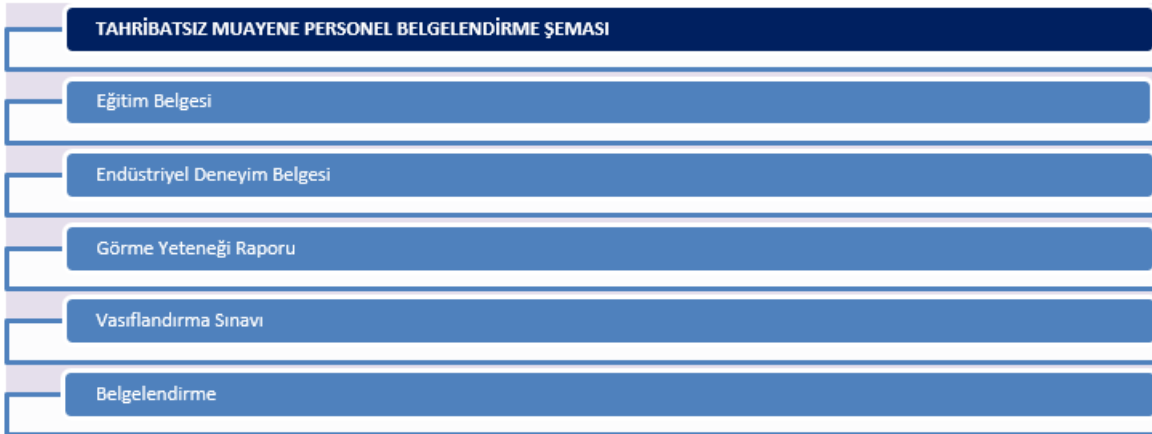 TAHRİBATSIZ MUAYENE PERSONEL BELGELENDİRME ŞEMASI
Eğitim Belgesi
Endüstriyel Deneyim Belgesi
Görme Yeteneği Raporu
Vasıflandırma Sınavı
Belgelendirme